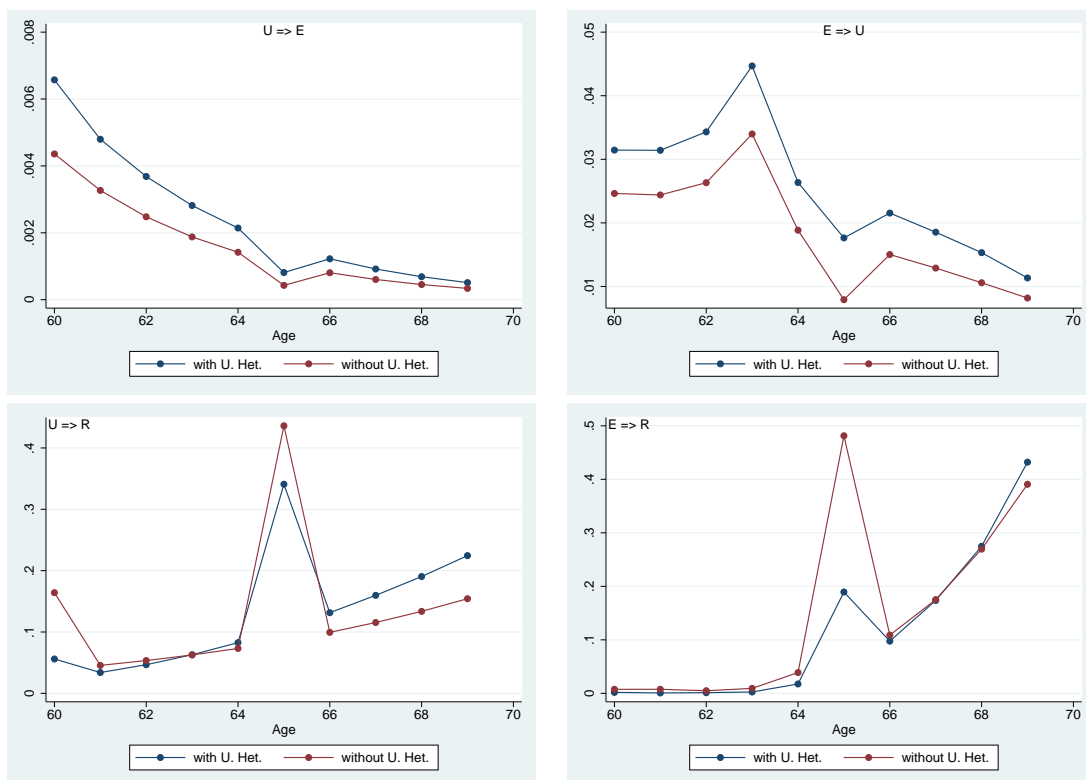 U => E
.008
.006
.004
.002
0
60 62 64 66 68 70
Age
with U. Het. without U. Het.
E => U
.05
.04
.03
.02
.01
60 62 64 66 68 70
Age
with U. Het. without U. Het.
U => R
.4
.3
.2
.1
0
60 62 64 66 68 70
Age
with U. Het. without U. Het.
E => R
.5
.4
.3
.2
.1
0
60 62 64 66 68 70
Age
with U. Het. without U. Het.